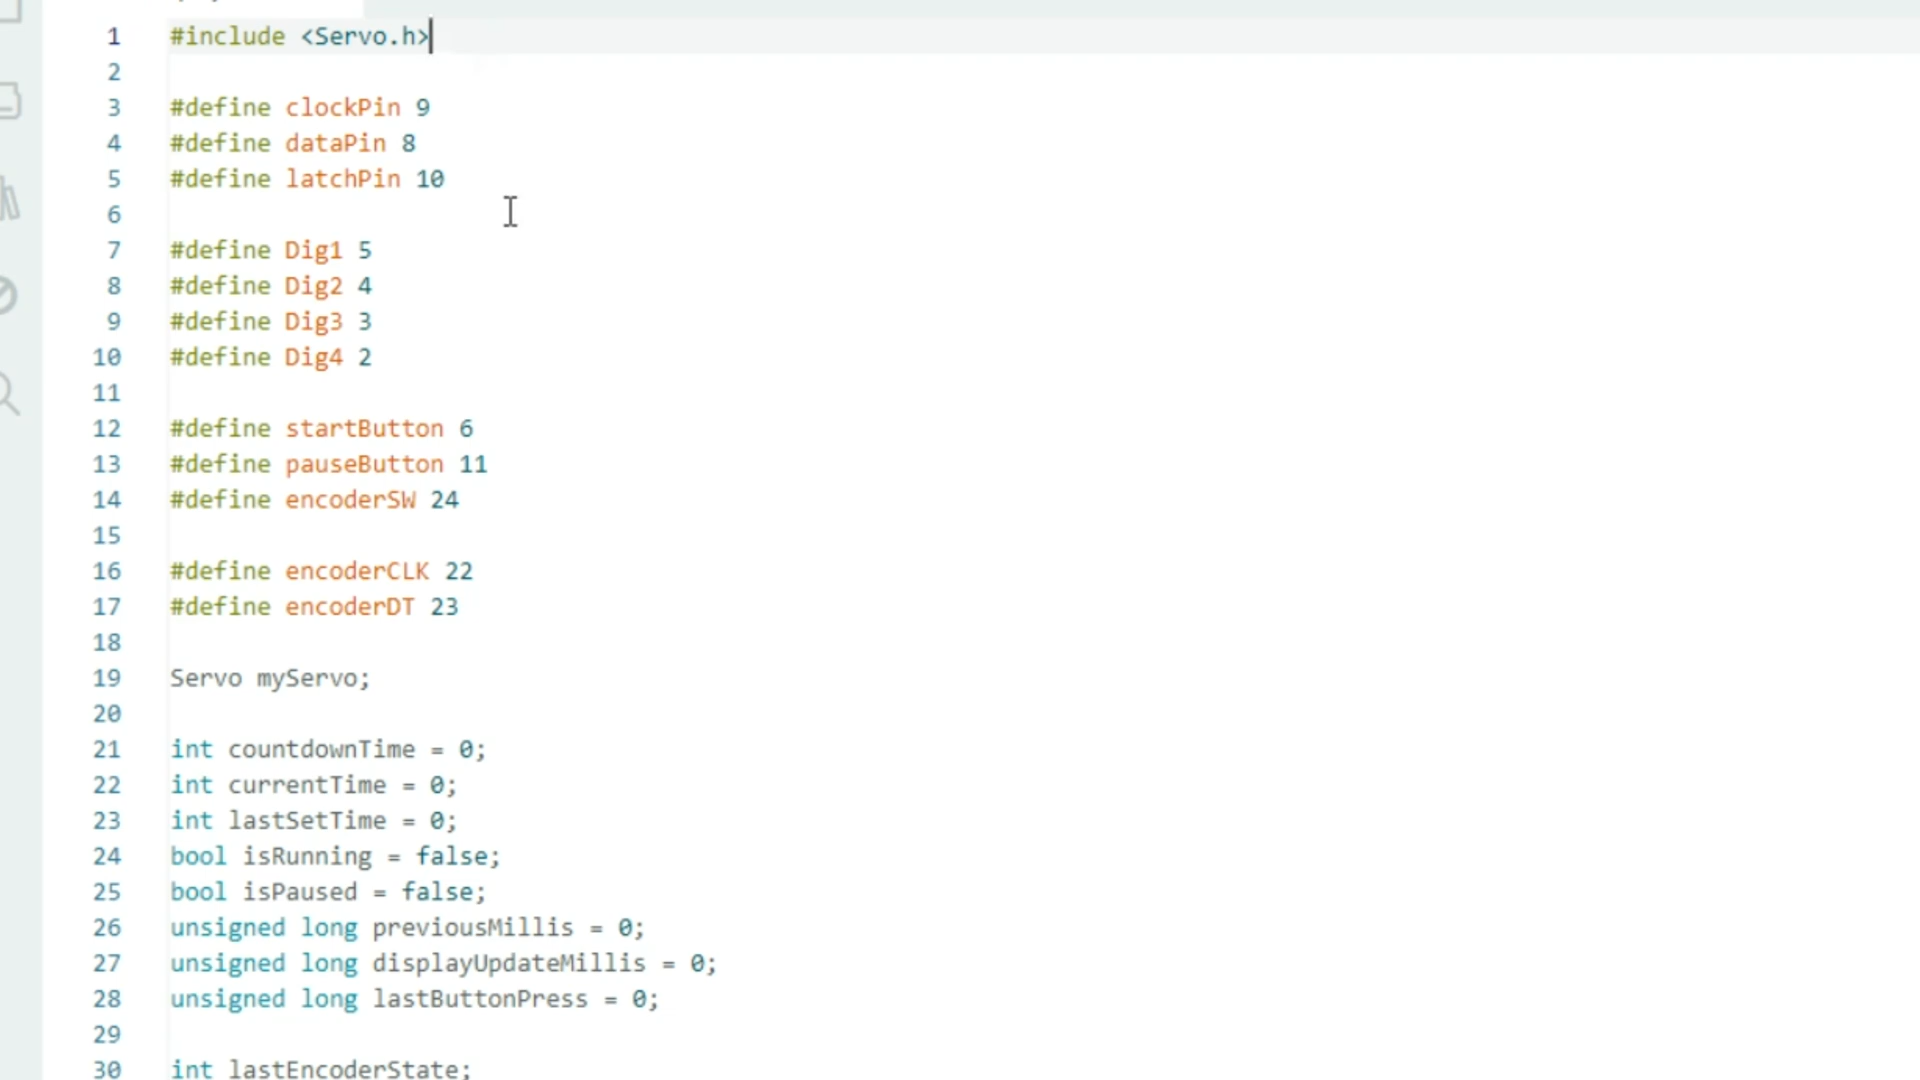 1 #include <Servo.h>
2
3 #define clockPin 9
4 #define dataPin 8
5 #define latchPin 10
6
7 #define Dig1 5
8 #define Dig2 4
9 #define Dig3 3
10 #define Dig4 2
11
12 #define startButton 6
13 #define pauseButton 11
14 #define encoderSW 24
15
16 #define encoderCLK 22
17 #define encoderDT 23
18
19 Servo myServo;
20
21 int countdownTime = 0;
22 int currentTime = 0;
23 int lastSetTime = 0;
24 bool isRunning = false;
25 bool isPaused = false;
26 unsigned long previousMillis = 0;
27 unsigned long displayUpdateMillis = 0;
28 unsigned long lastButtonPress = 0;
29
30 int lastEncoderState;